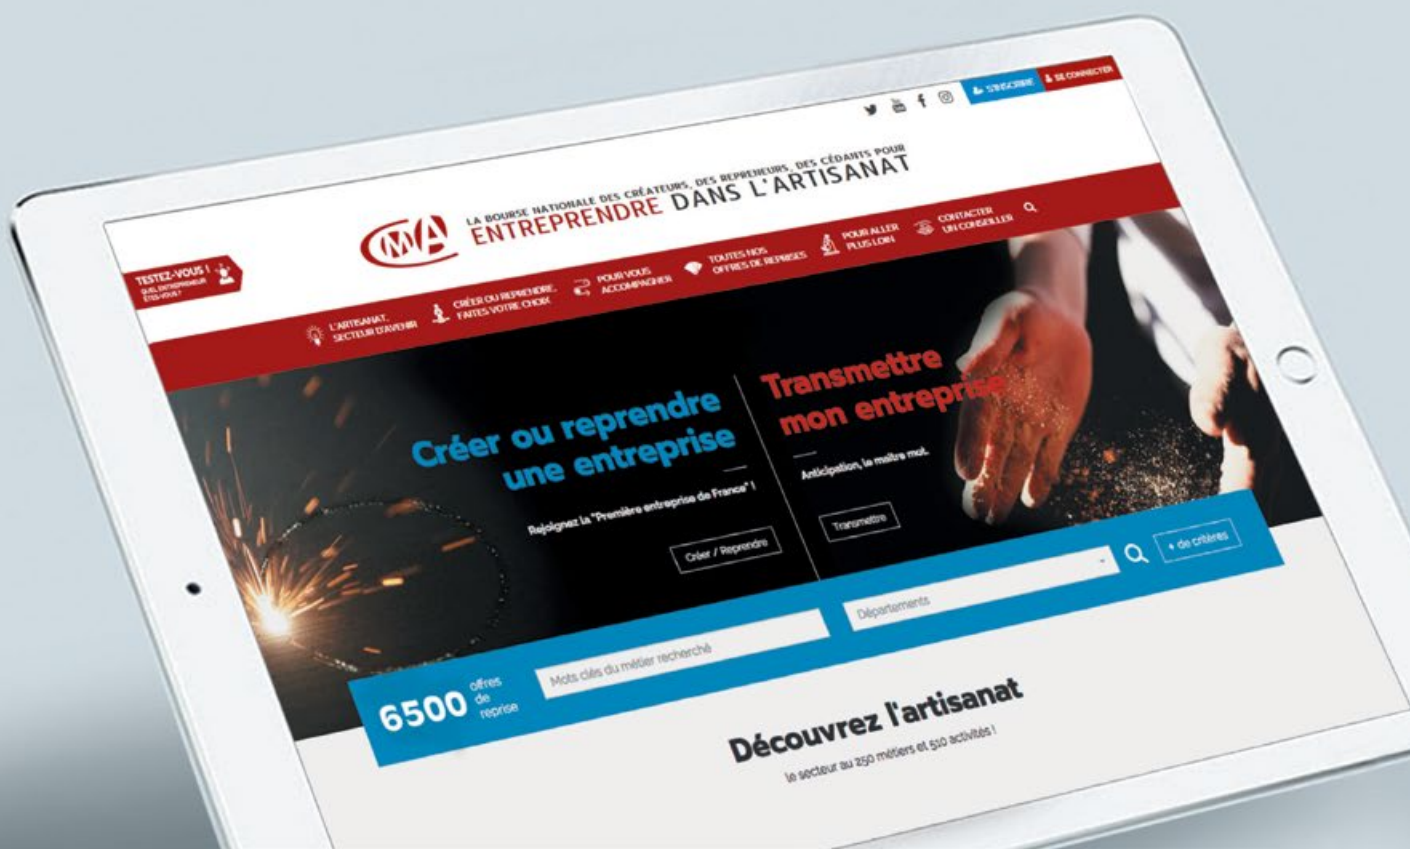 S'INSCRIRE
SE CONNECTER
CMA
LA BOURSE NATIONALE DES CRÉATEURS, DES REPRENEURS, DES CÉDANTS POUR
ENTREPRENDRE DANS L'ARTISANAT
TESTEZ-VOUS !
QUEL ENTREPRENEUR
ÊTES-VOUS ?
L'ARTISANAT,
SECTEUR D'AVENIR
CRÉER OU REPRENDRE,
FAITES VOTRE CHOIX
POUR VOUS
ACCOMPAGNER
TOUTES NOS
OFFRES DE REPRISES
POUR ALLER
PLUS LOIN
CONTACTER
UN CONSEILLER
Créer ou reprendre
une entreprise
Rejoignez la "Première entreprise de France" !
Créer / Reprendre
Transmettre
mon entreprise
Anticipation, le maître mot.
Transmettre
6500 offres
de
reprise
Mots clés du métier recherché
Départements
+ de critères
Découvrez l'artisanat
le secteur au 250 métiers et 510 activités !